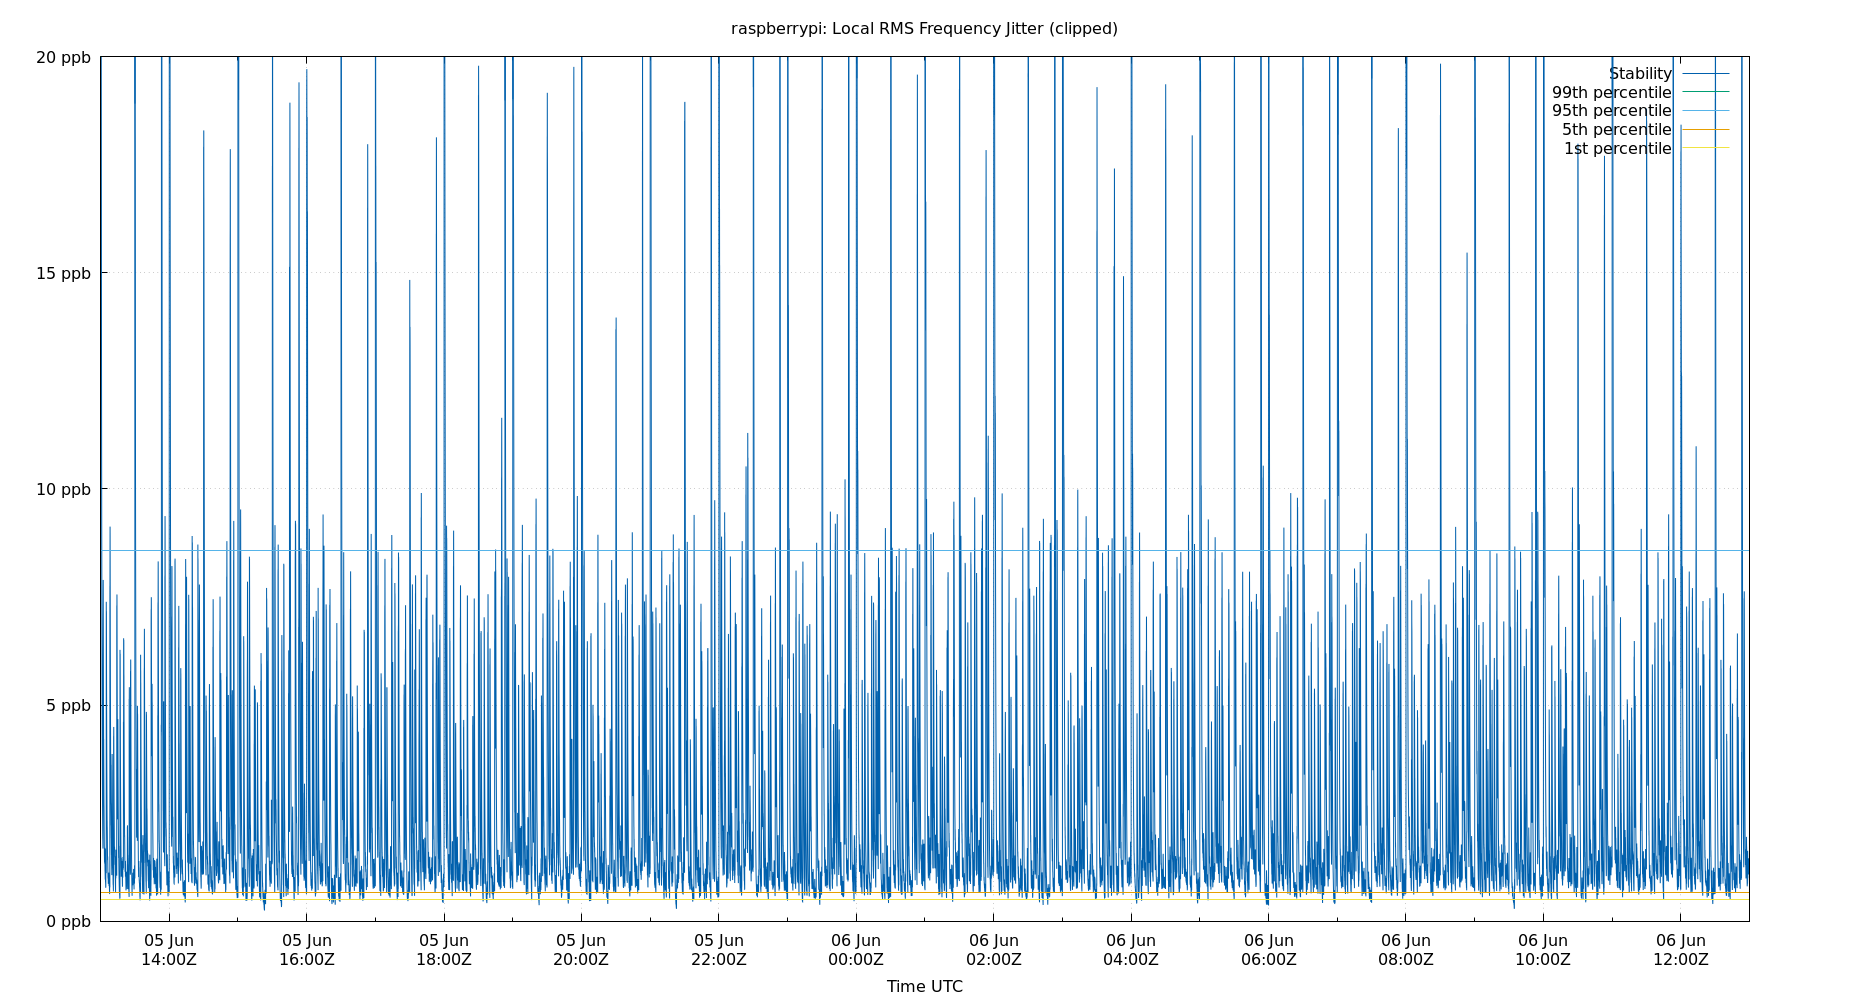 raspberrypi: Local RMS Frequency Jitter (clipped)
20 ppb
15 ppb
10 ppb
5 ppb
0 ppb
Stability
99th percentile
95th percentile
5th percentile
1st percentile
05 Jun 05 Jun 05 Jun 05 Jun 05 Jun 06 Jun 06 Jun 06 Jun 06 Jun 06 Jun 06 Jun 06 Jun
14:00Z 16:00Z 18:00Z 20:00Z 22:00Z 00:00Z 02:00Z 04:00Z 06:00Z 08:00Z 10:00Z 12:00Z
Time UTC